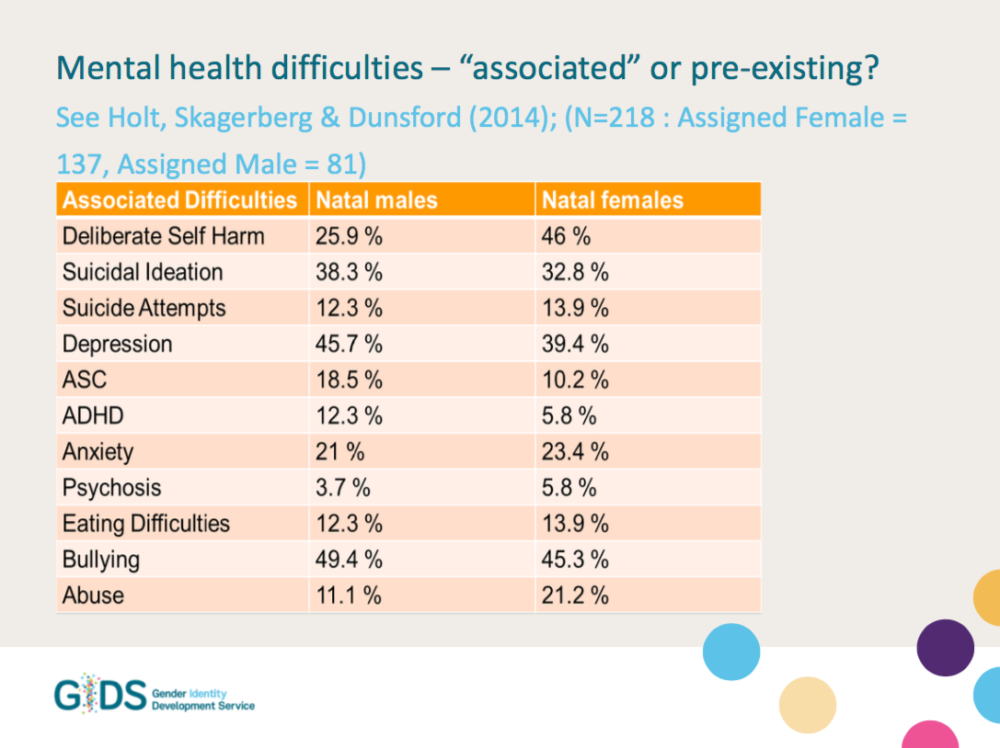 Mental health difficulties – “associated” or pre-existing?
See Holt, Skagerberg & Dunsford (2014); (N=218 : Assigned Female =
137, Assigned Male = 81)
Associated Difficulties Natal males Natal females
Deliberate Self Harm 25.9 % 46 %
Suicidal Ideation 38.3 % 32.8 %
Suicide Attempts 12.3 % 13.9 %
Depression 45.7 % 39.4 %
ASC 18.5 % 10.2 %
ADHD 12.3 % 5.8 %
Anxiety 21 % 23.4 %
Psychosis 3.7 % 5.8 %
Eating Difficulties 12.3 % 13.9 %
Bullying 49.4 % 45.3 %
Abuse 11.1 % 21.2 %
GIDS Gender Identity
Development Service